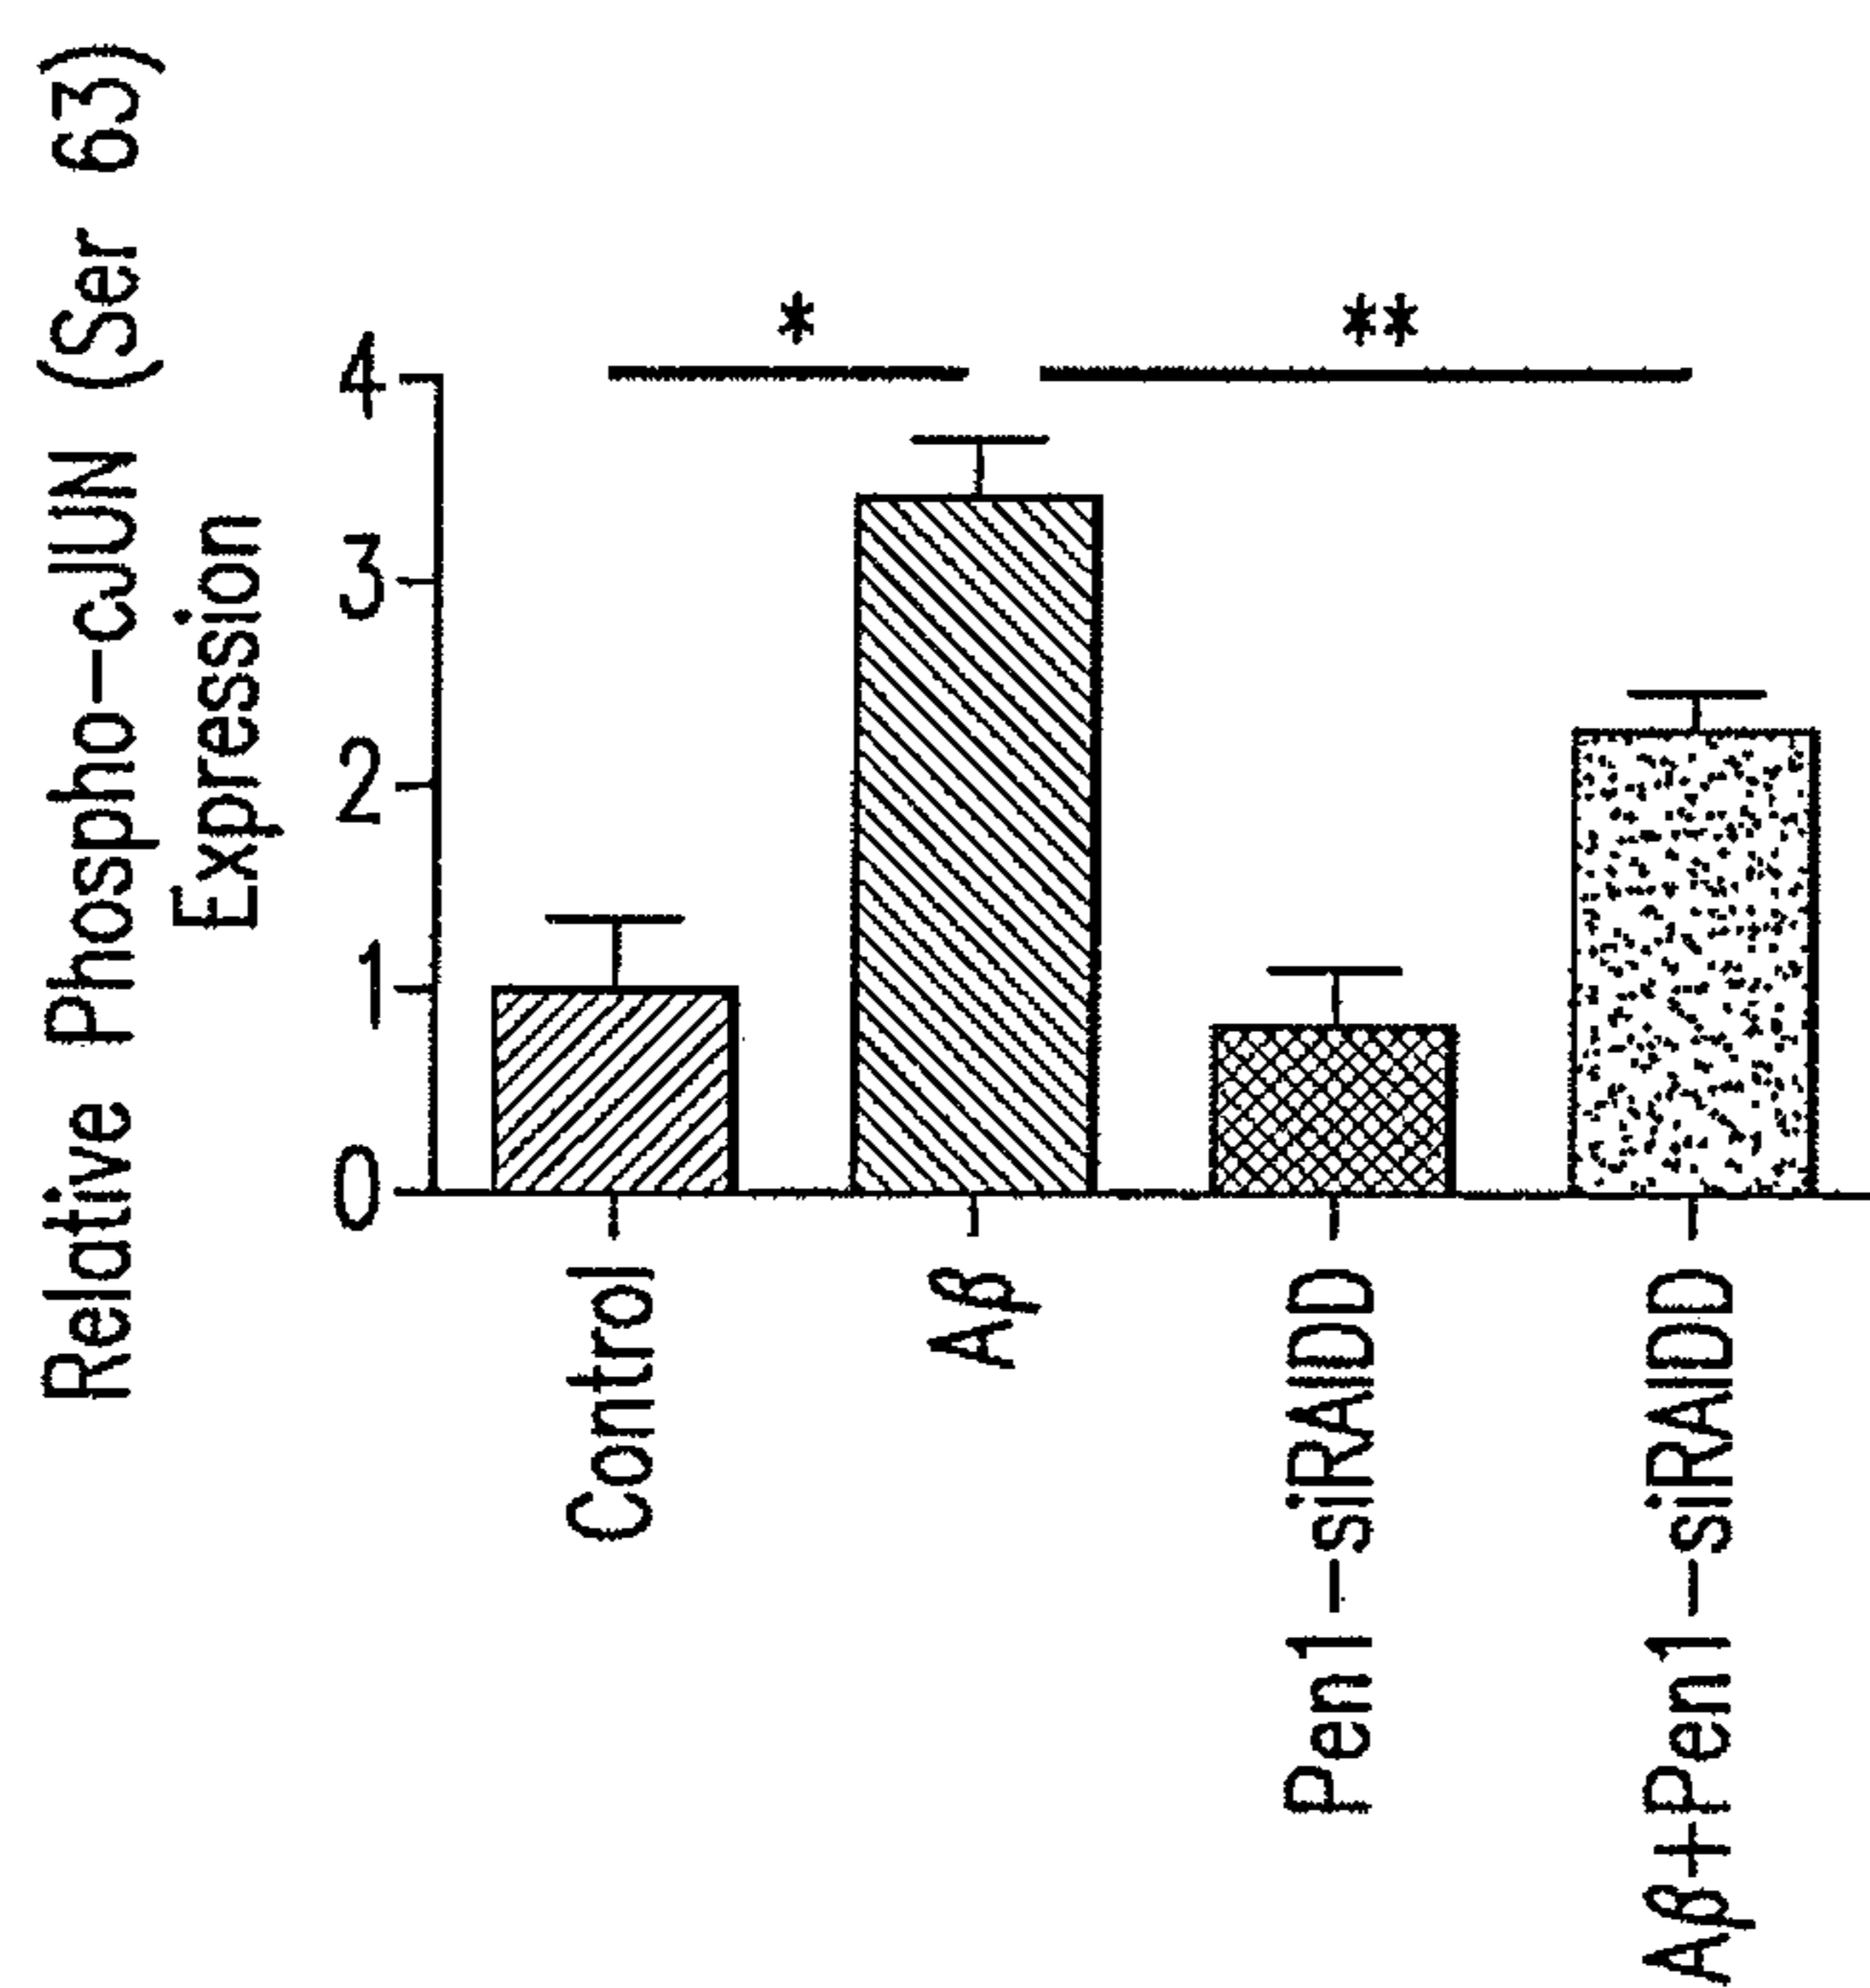 Relative Phospho-cJUN (Ser 63)
Expression
4
3
2
1
0
*
**
Control
Aβ
Pen1-siRAIDD
Aβ+Pen1-siRAIDD